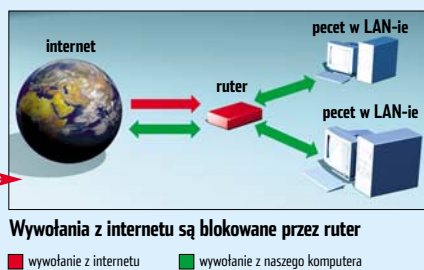 internet
ruter
pecet w LAN-ie
pecet w LAN-ie
Wywołania z internetu są blokowane przez ruter
wywołanie z internetu
wywołanie z naszego komputera